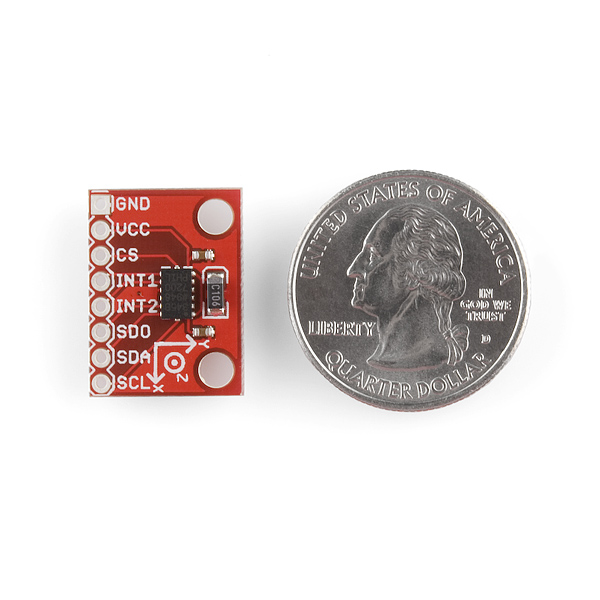 GND
VCC
CS
INT1
INT2
SDO
SDA
SCL
C106
Y
Z
X
UNITED STATES OF AMERICA
LIBERTY
IN
GOD WE
TRUST
D
QUARTER DOLLAR